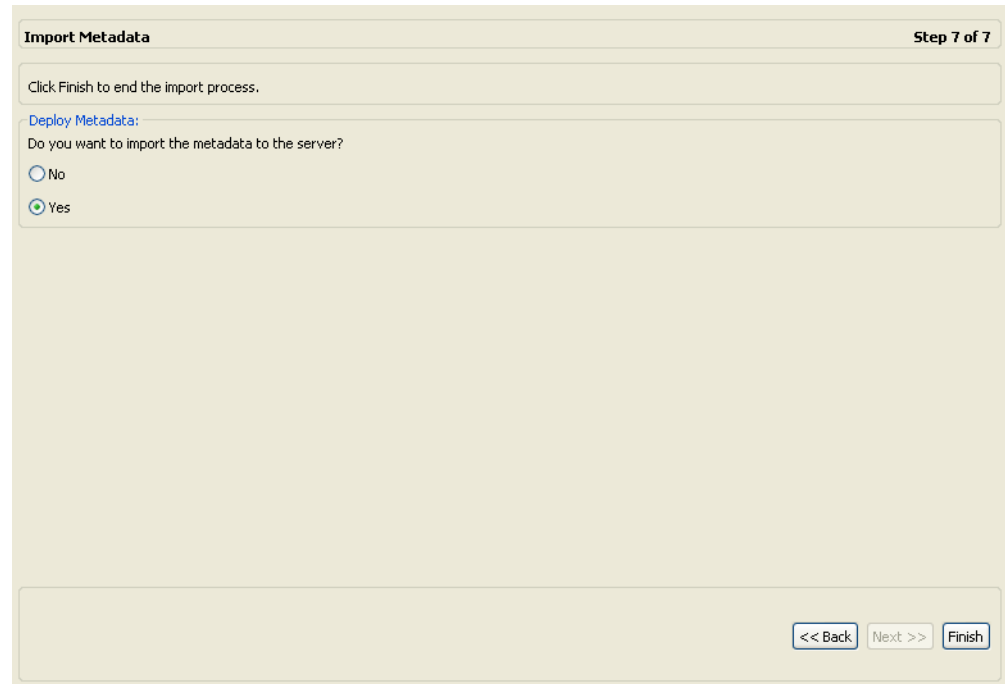 Import Metadata Step 7 of 7
Click Finish to end the import process.
Deploy Metadata:
Do you want to import the metadata to the server?
No
Yes
<< Back Next >> Finish